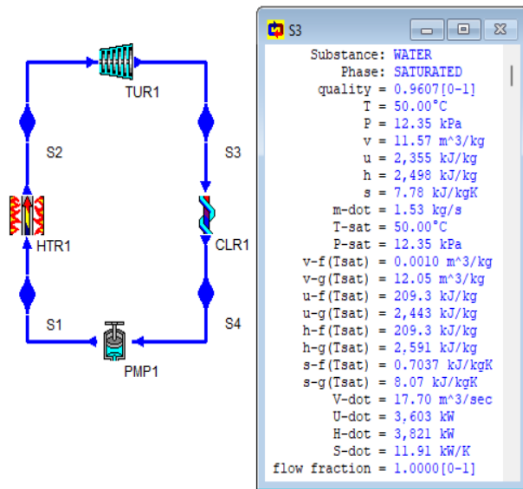 TUR1
S2
S3
HTR1
CLR1
S1
S4
PMP1
S3
Substance: WATER
Phase: SATURATED
quality = 0.9607[0-1]
T = 50.00°C
P = 12.35 kPa
v = 11.57 m^3/kg
u = 2,355 kJ/kg
h = 2,498 kJ/kg
s = 7.78 kJ/kgK
m-dot = 1.53 kg/s
T-sat = 50.00°C
P-sat = 12.35 kPa
v-f(Tsat) = 0.0010 m^3/kg
v-g(Tsat) = 12.05 m^3/kg
u-f(Tsat) = 209.3 kJ/kg
u-g(Tsat) = 2,443 kJ/kg
h-f(Tsat) = 209.3 kJ/kg
h-g(Tsat) = 2,591 kJ/kg
s-f(Tsat) = 0.7037 kJ/kgK
s-g(Tsat) = 8.07 kJ/kgK
V-dot = 17.70 m^3/sec
U-dot = 3,603 kW
H-dot = 3,821 kW
S-dot = 11.91 kW/K
flow fraction = 1.0000[0-1]